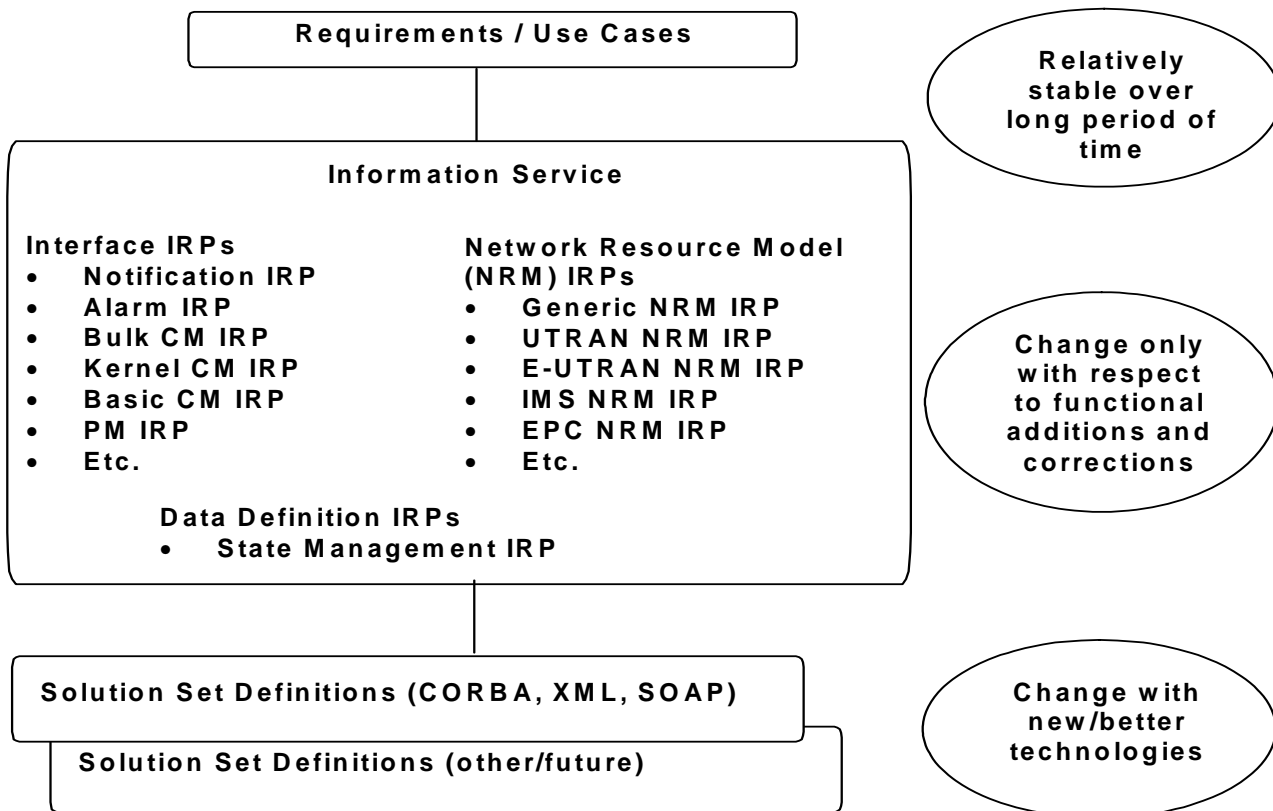 Requirements / Use Cases
Relatively
stable over
long period of
time
Information Service
Interface IRPs
• Notification IRP
• Alarm IRP
• Bulk CM IRP
• Kernel CM IRP
• Basic CM IRP
• PM IRP
• Etc.
Network Resource Model
(NRM) IRPs
• Generic NRM IRP
• UTRAN NRM IRP
• E-UTRAN NRM IRP
• IMS NRM IRP
• EPC NRM IRP
• Etc.
Data Definition IRPs
• State Management IRP
Change only
with respect
to functional
additions and
corrections
Solution Set Definitions (CORBA, XML, SOAP)
Solution Set Definitions (other/future)
Change with
new/better
technologies